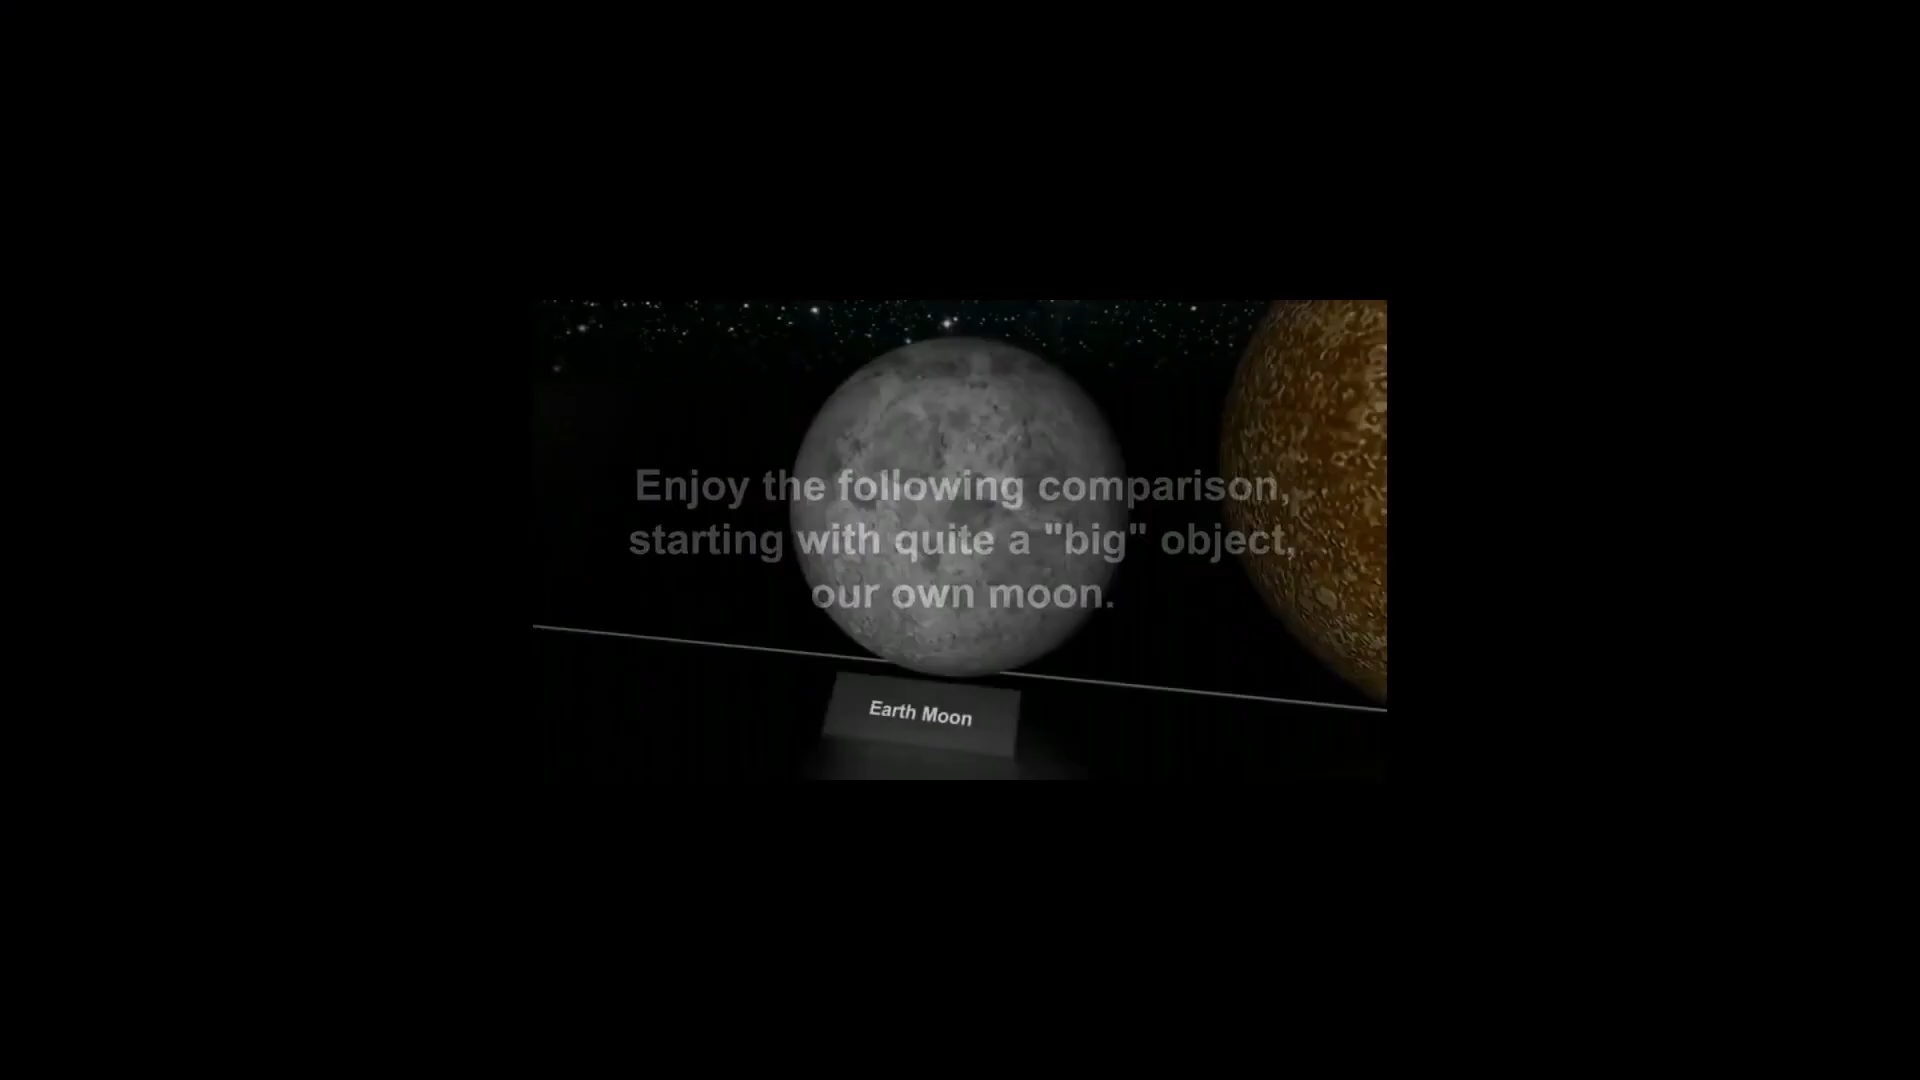 Enjoy the following comparison,
starting with quite a "big" object,
our own moon.
Earth Moon